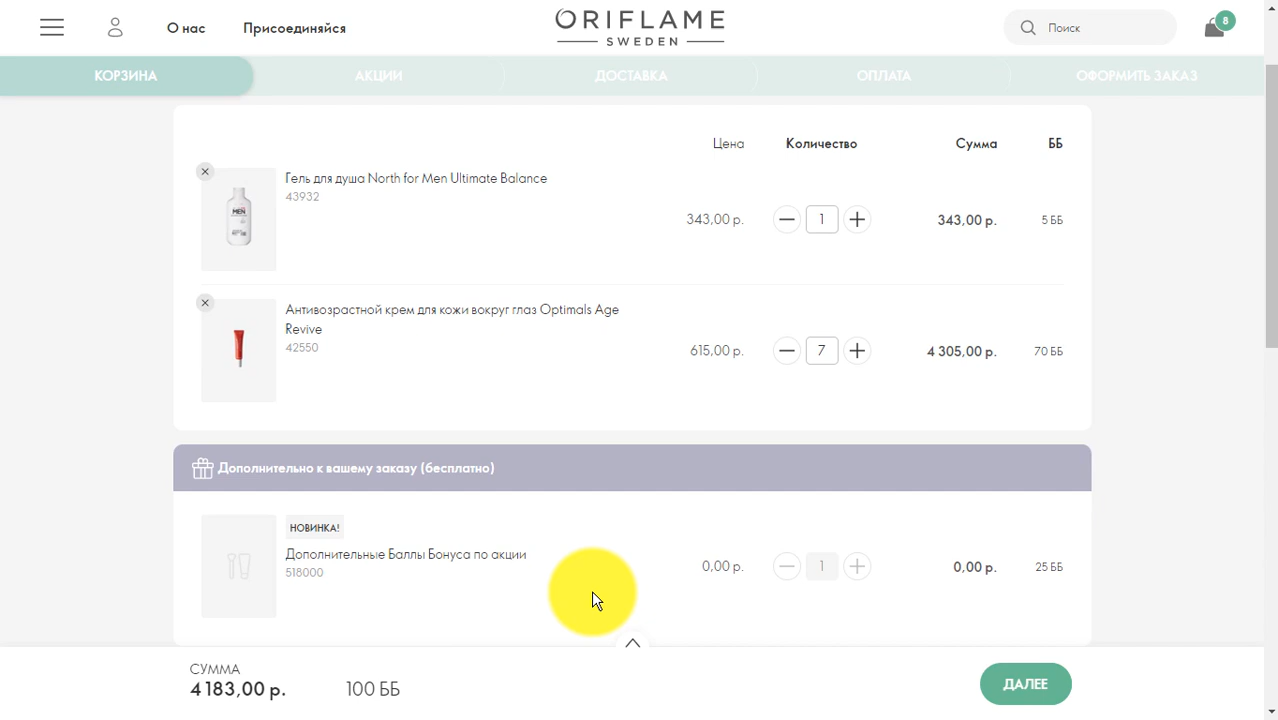 О нас
Присоединяйся
ORIFLAME
SWEDEN
Поиск
8
КОРЗИНА
АКЦИИ
ДОСТАВКА
ОПЛАТА
ОФОРМИТЬ ЗАКАЗ
Цена
Количество
Сумма
ББ
Гель для душа North for Men Ultimate Balance
43932
MEN
343,00 р.
1
343,00 р.
5 ББ
Антивозрастной крем для кожи вокруг глаз Optimals Age
Revive
42550
615,00 р.
7
4 305,00 р.
70 ББ
Дополнительно к вашему заказу (бесплатно)
НОВИНКА!
Дополнительные Баллы Бонуса по акции
518000
0,00 р.
1
0,00 р.
25 ББ
СУММА
4 183,00 р.
100 ББ
ДАЛЕЕ